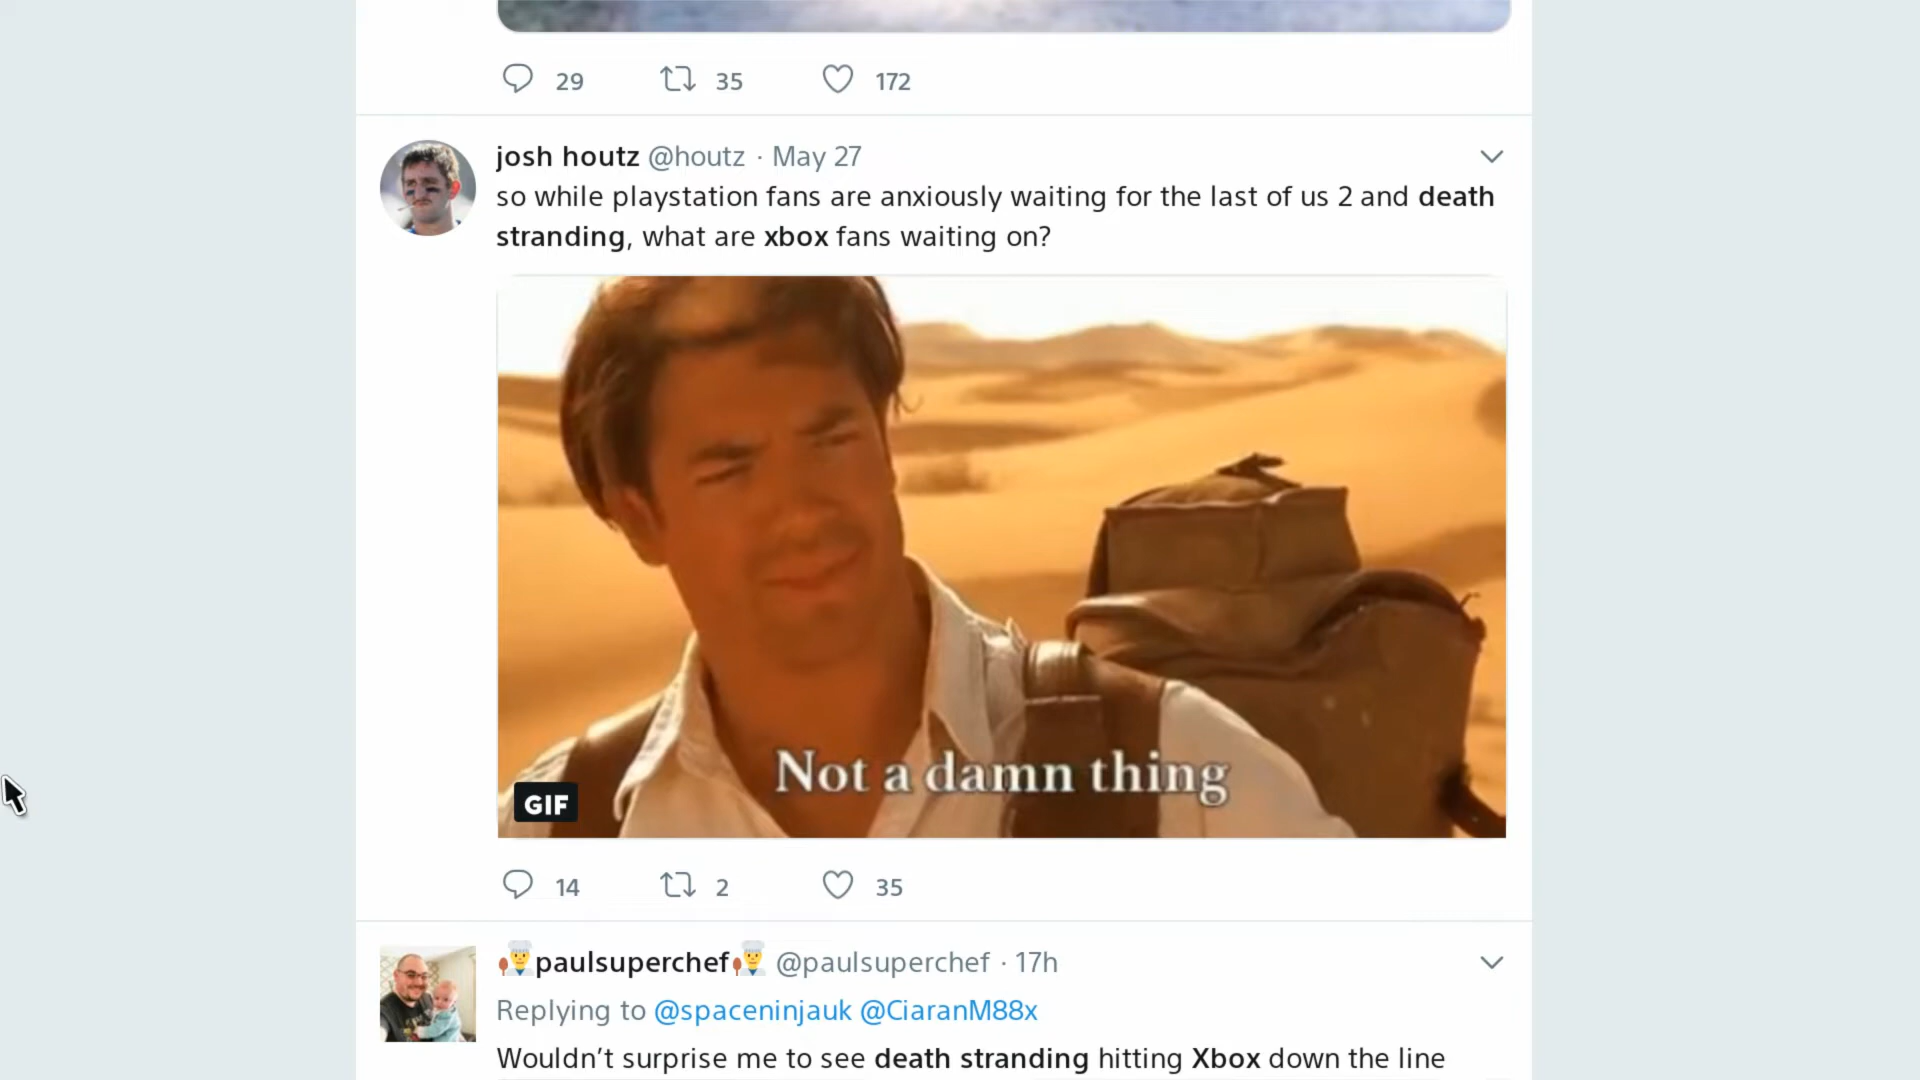 29 35 172
josh houtz @houtz · May 27
so while playstation fans are anxiously waiting for the last of us 2 and death
stranding, what are xbox fans waiting on?
Not a damn thing
GIF
14 2 35
paulsuperchef @paulsuperchef · 17h
Replying to @spaceninjauk @CiaranM88x
Wouldn’t surprise me to see death stranding hitting Xbox down the line